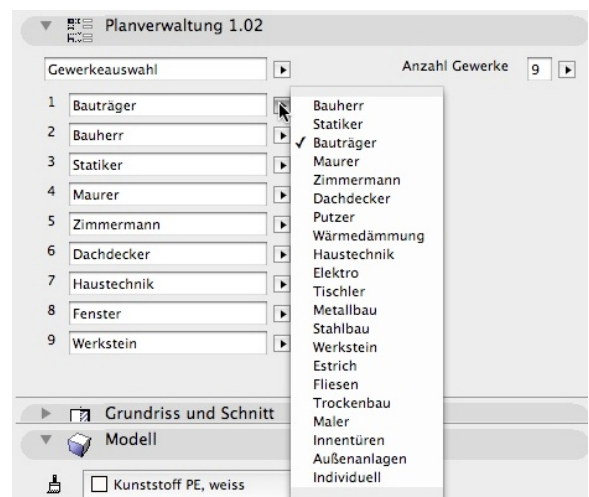 Planverwaltung 1.02
Gewerkeauswahl
Anzahl Gewerke 9
1 Bauträger
2 Bauherr
3 Statiker
4 Maurer
5 Zimmermann
6 Dachdecker
7 Haustechnik
8 Fenster
9 Werkstein
Bauherr
Statiker
✓ Bauträger
Maurer
Zimmermann
Dachdecker
Putzer
Wärmedämmung
Haustechnik
Elektro
Tischler
Metallbau
Stahlbau
Werkstein
Estrich
Fliesen
Trockenbau
Maler
Innentüren
Außenanlagen
Individuell
Grundriss und Schnitt
Modell
Kunststoff PE, weiss